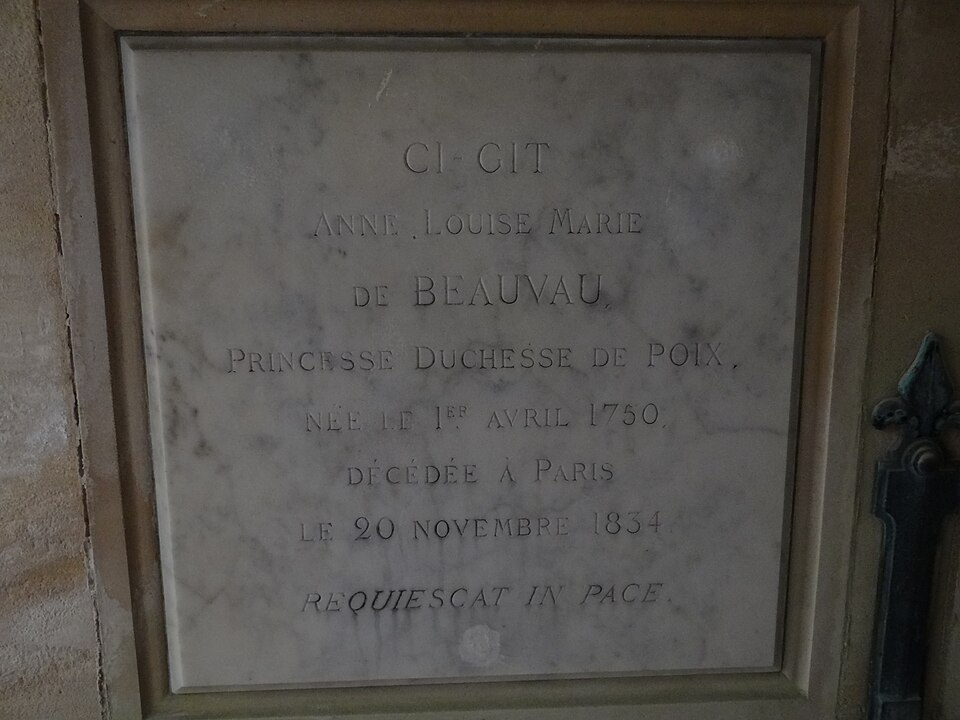 CI-GIT
ANNE LOUISE MARIE
DE BEAUVAU,
PRINCESSE DUCHESSE DE POIX,
NÉE LE 1ER AVRIL 1750,
DÉCÉDÉE À PARIS
LE 20 NOVEMBRE 1834
REQUIESCAT IN PACE.